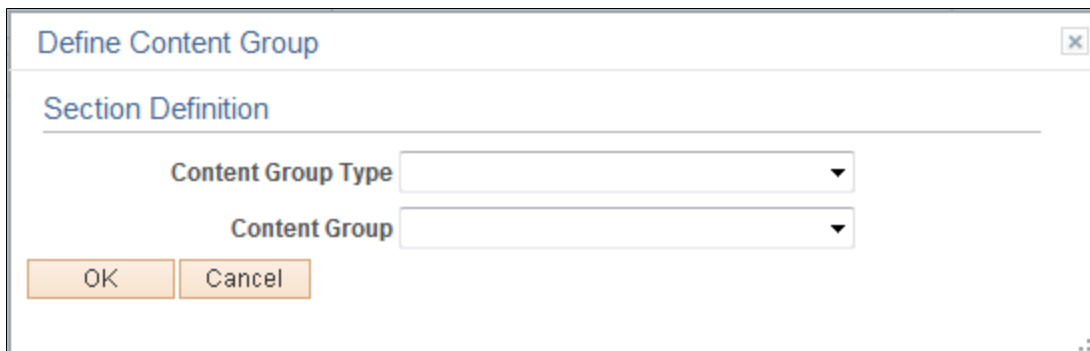 Define Content Group
Section Definition
Content Group Type
Content Group
OK Cancel